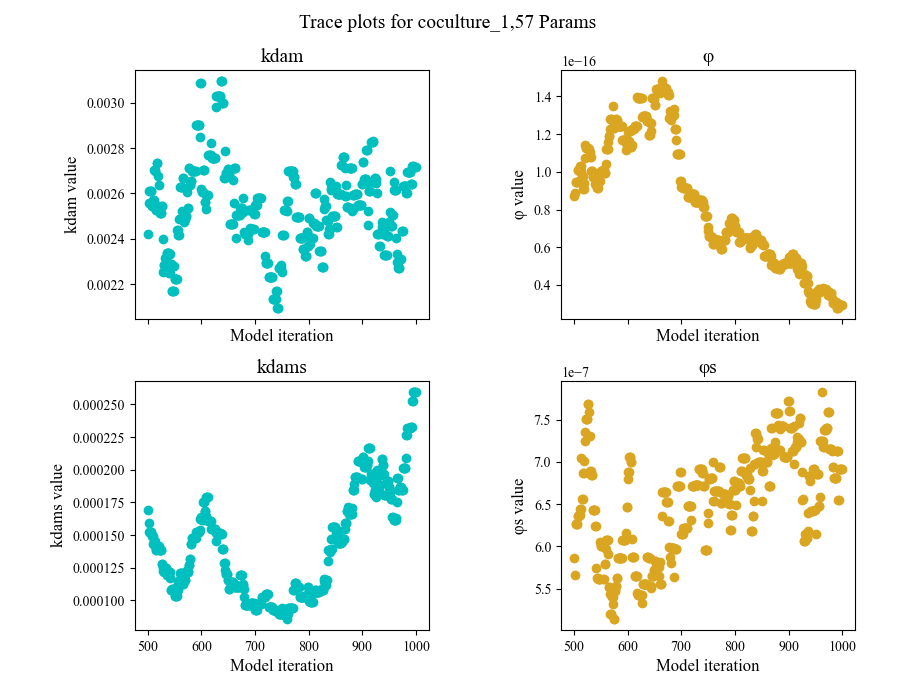 Trace plots for coculture_1,57 Params
kdam
φ
1e−16
kdam value
0.0030
0.0028
0.0026
0.0024
0.0022
φ value
1.4
1.2
1.0
0.8
0.6
0.4
Model iteration
Model iteration
kdams
φs
1e−7
kdams value
0.000250
0.000225
0.000200
0.000175
0.000150
0.000125
0.000100
φs value
7.5
7.0
6.5
6.0
5.5
500 600 700 800 900 1000
500 600 700 800 900 1000
Model iteration
Model iteration